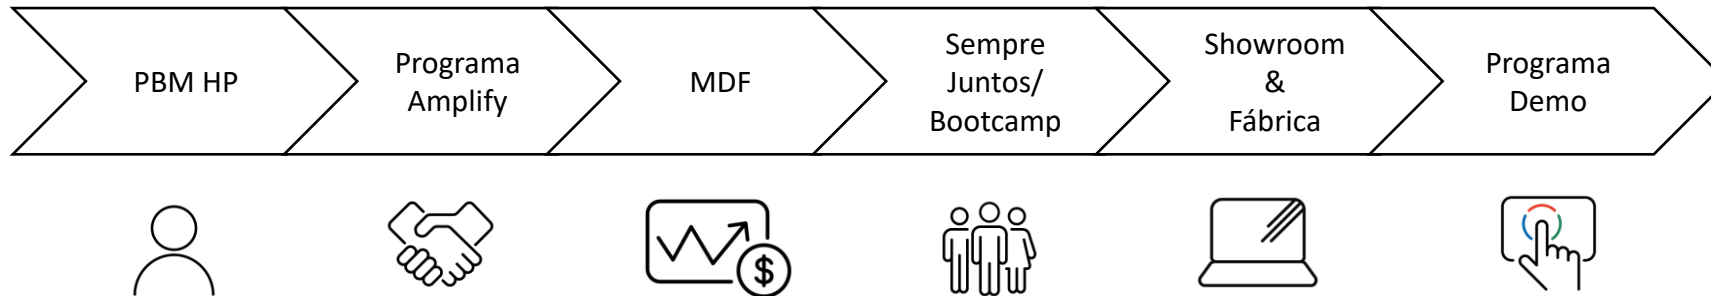 PBM HP
Programa
Amplify
MDF
Sempre
Juntos/
Bootcamp
Showroom
&
Fábrica
Programa
Demo
$